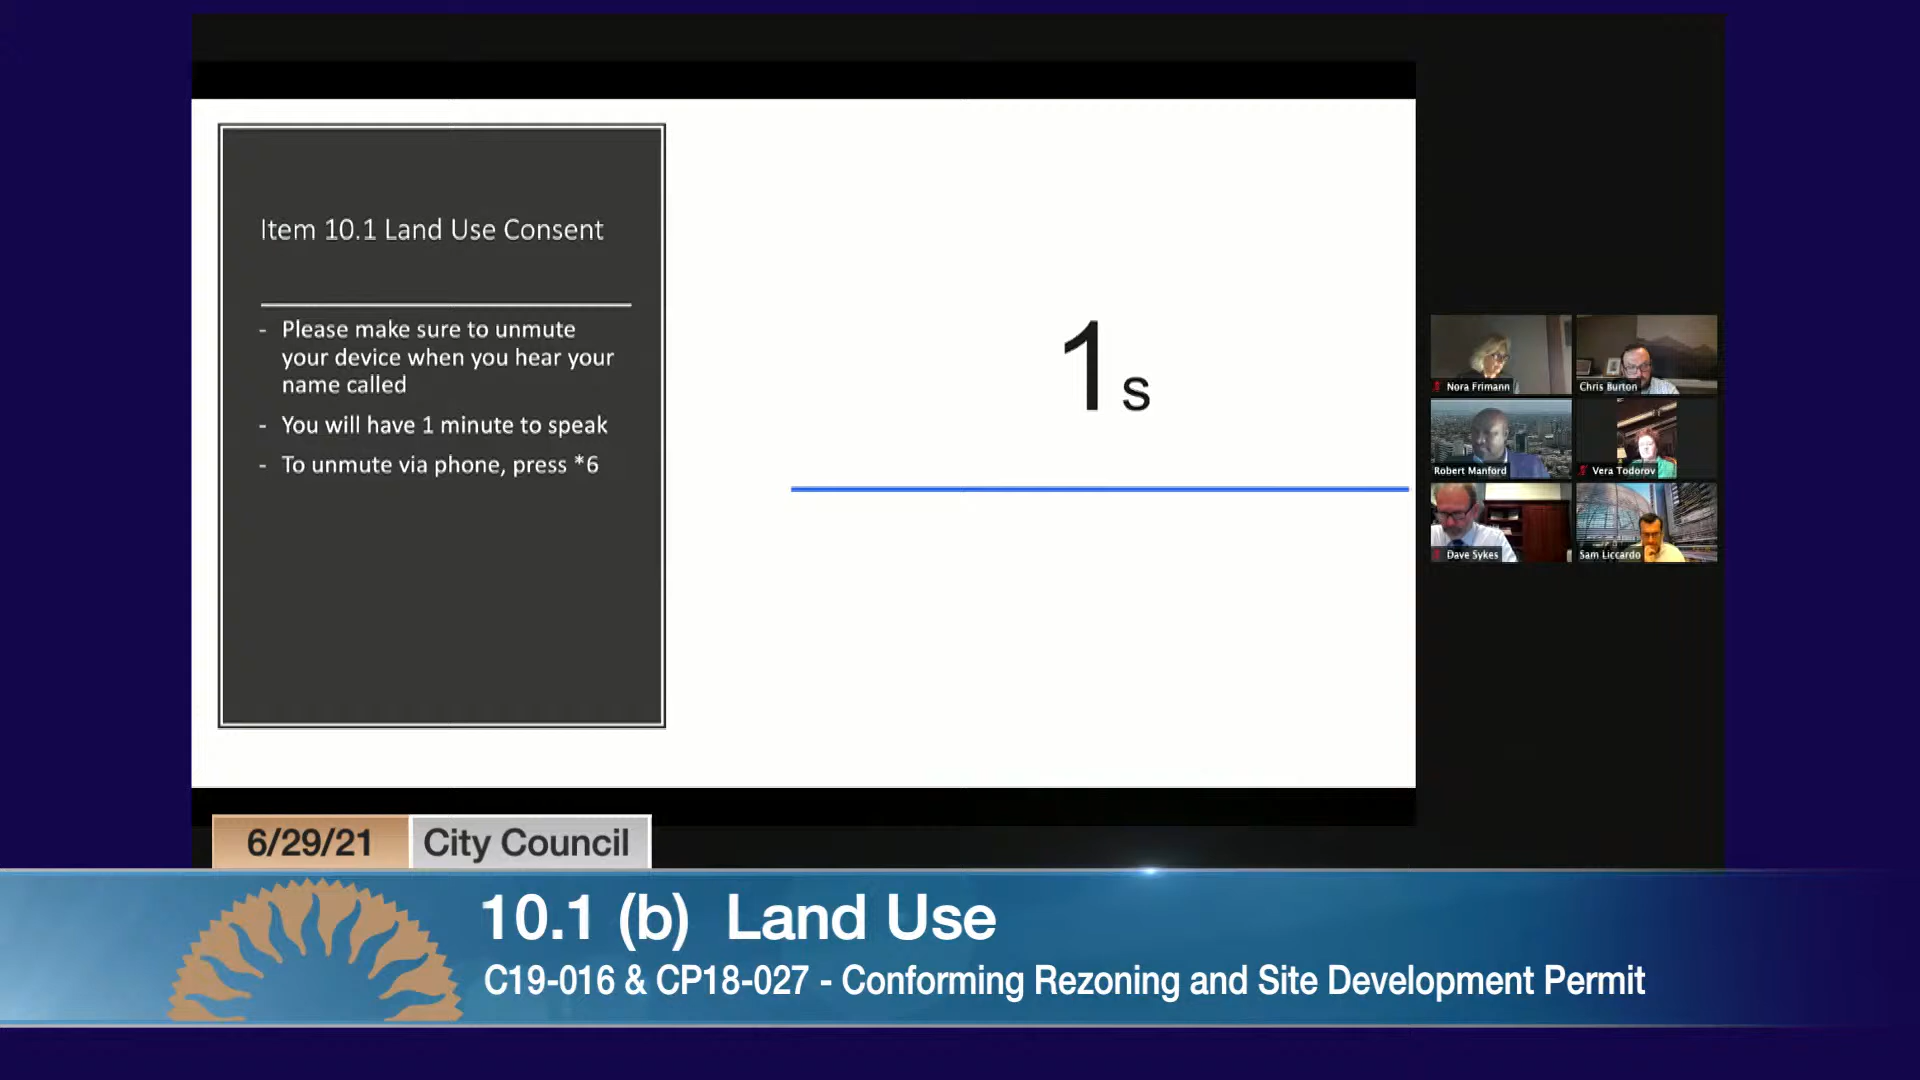 Item 10.1 Land Use Consent
- Please make sure to unmute
your device when you hear your
name called
- You will have 1 minute to speak
- To unmute via phone, press *6
1s
Nora Frimann
Chris Burton
Robert Manford
Vera Todorov
Dave Sykes
Sam Liccardo
6/29/21
City Council
10.1 (b) Land Use
C19-016 & CP18-027 - Conforming Rezoning and Site Development Permit